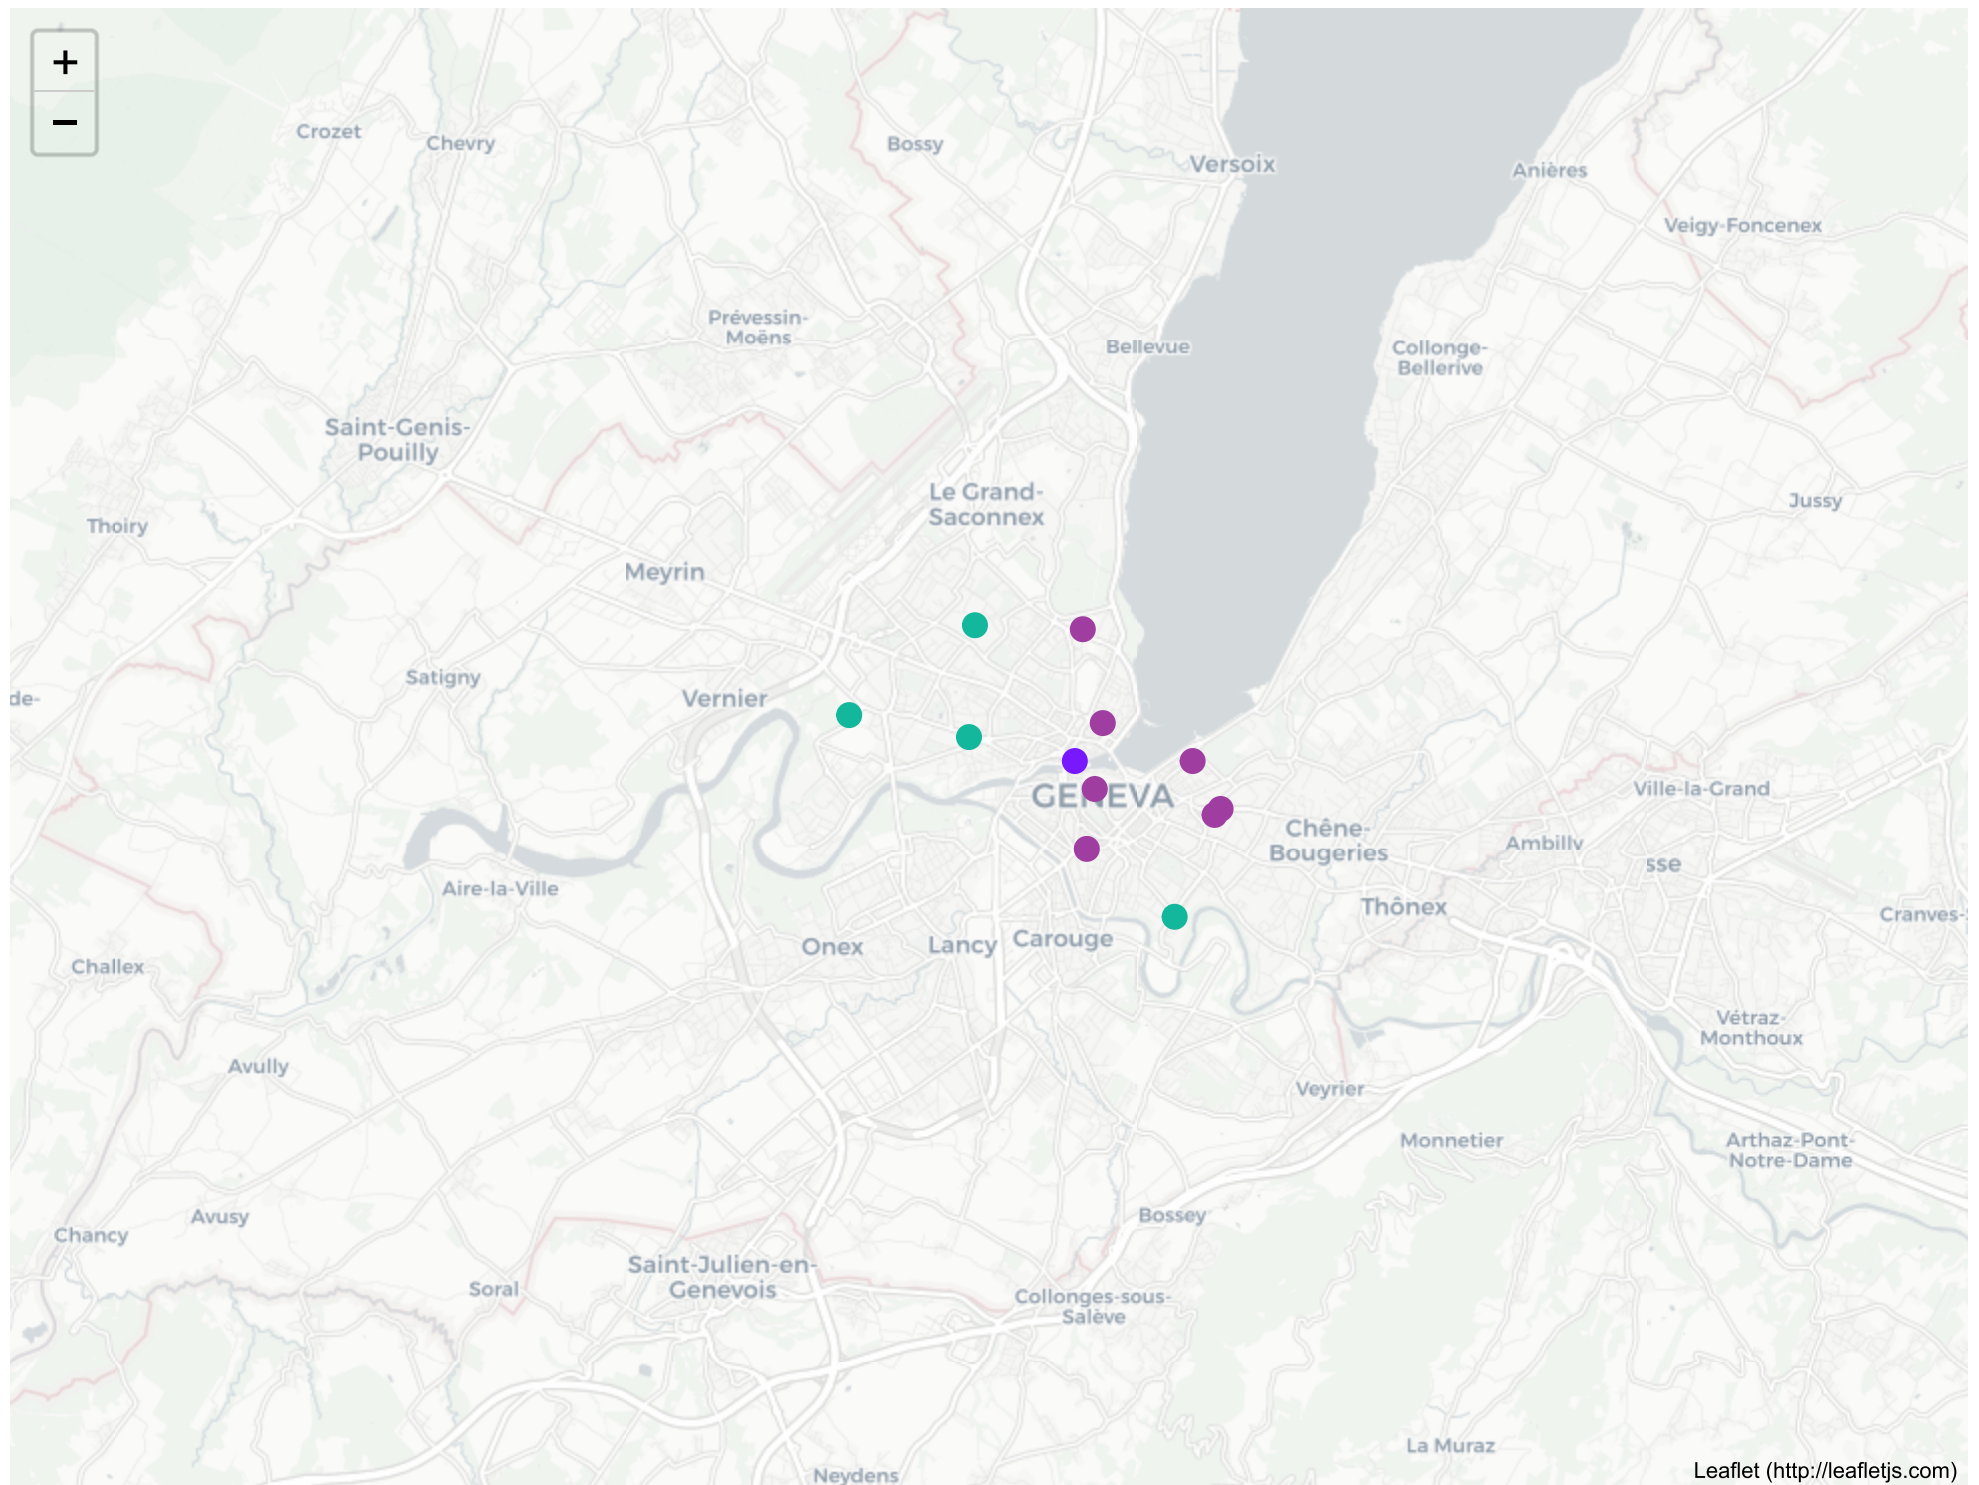 +
−
Crozet
Chevry
Bossy
Versoix
Anières
Veigy-Foncenex
Prévessin-
Moëns
Bellevue
Collonge-
Bellerive
Saint-Genis-
Pouilly
Le Grand-
Saconnex
Jussy
Thoiry
Meyrin
Satigny
de-
Vernier
GENEVA
Ville-la-Grand
Chêne-
Bougeries
Ambilly
sse
Aire-la-Ville
Thônex
Cranves-
Onex
Lancy
Carouge
Challex
Vétraz-
Monthoux
Avully
Veyrier
Monnetier
Arthaz-Pont-
Notre-Dame
Avusy
Bossey
Chancy
Saint-Julien-en-
Genevois
Soral
Collonges-sous-
Salève
La Muraz
Neydens
Leaflet (http://leafletjs.com)